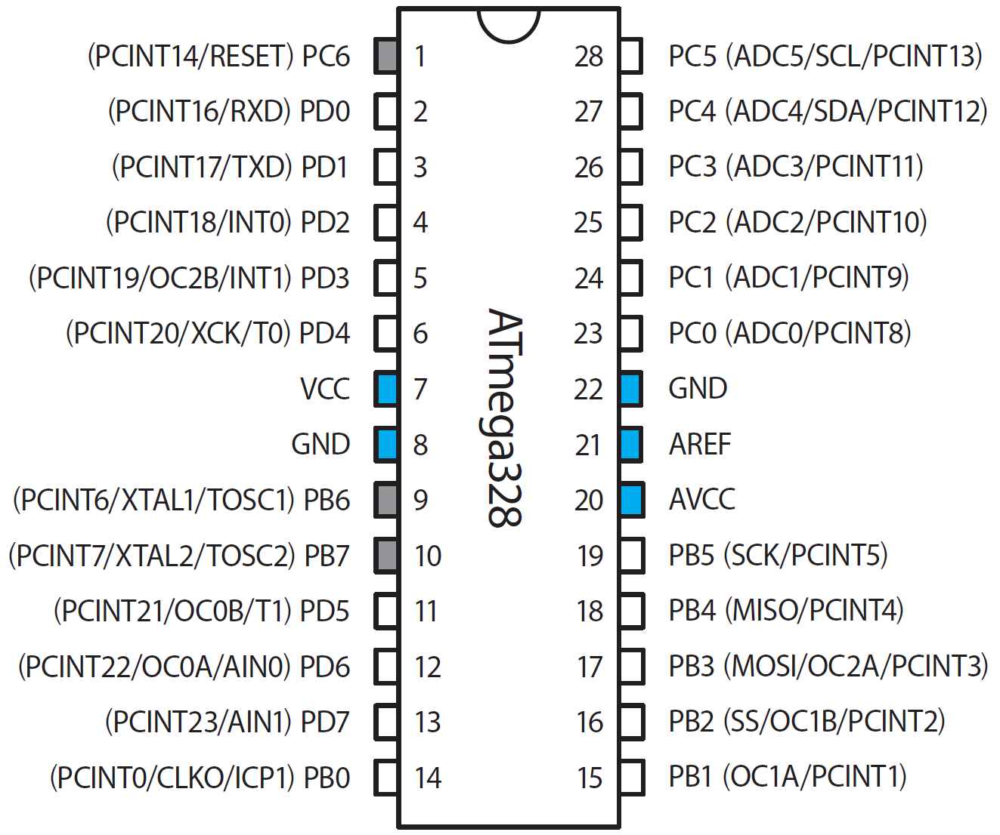 (PCINT14/RESET) PC6 1 28 PC5 (ADC5/SCL/PCINT13)
(PCINT16/RXD) PD0 2 27 PC4 (ADC4/SDA/PCINT12)
(PCINT17/TXD) PD1 3 26 PC3 (ADC3/PCINT11)
(PCINT18/INT0) PD2 4 25 PC2 (ADC2/PCINT10)
(PCINT19/OC2B/INT1) PD3 5 24 PC1 (ADC1/PCINT9)
(PCINT20/XCK/T0) PD4 6 23 PC0 (ADC0/PCINT8)
VCC 7 22 GND
GND 8 21 AREF
(PCINT6/XTAL1/TOSC1) PB6 9 20 AVCC
(PCINT7/XTAL2/TOSC2) PB7 10 19 PB5 (SCK/PCINT5)
(PCINT21/OC0B/T1) PD5 11 18 PB4 (MISO/PCINT4)
(PCINT22/OC0A/AIN0) PD6 12 17 PB3 (MOSI/OC2A/PCINT3)
(PCINT23/AIN1) PD7 13 16 PB2 (SS/OC1B/PCINT2)
(PCINT0/CLKO/ICP1) PB0 14 15 PB1 (OC1A/PCINT1)
ATmega328